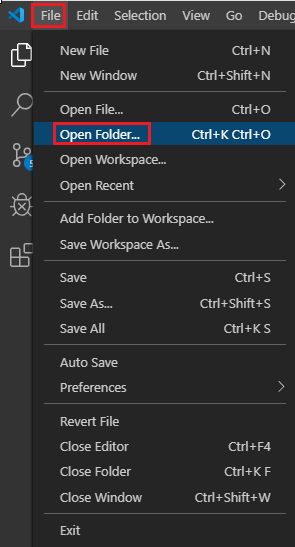 File Edit Selection View Go Debug
New File Ctrl+N
New Window Ctrl+Shift+N
Open File... Ctrl+O
Open Folder... Ctrl+K Ctrl+O
Open Workspace...
Open Recent
Add Folder to Workspace...
Save Workspace As...
Save Ctrl+S
Save As... Ctrl+Shift+S
Save All Ctrl+K S
Auto Save
Preferences
Revert File
Close Editor Ctrl+F4
Close Folder Ctrl+K F
Close Window Ctrl+Shift+W
Exit